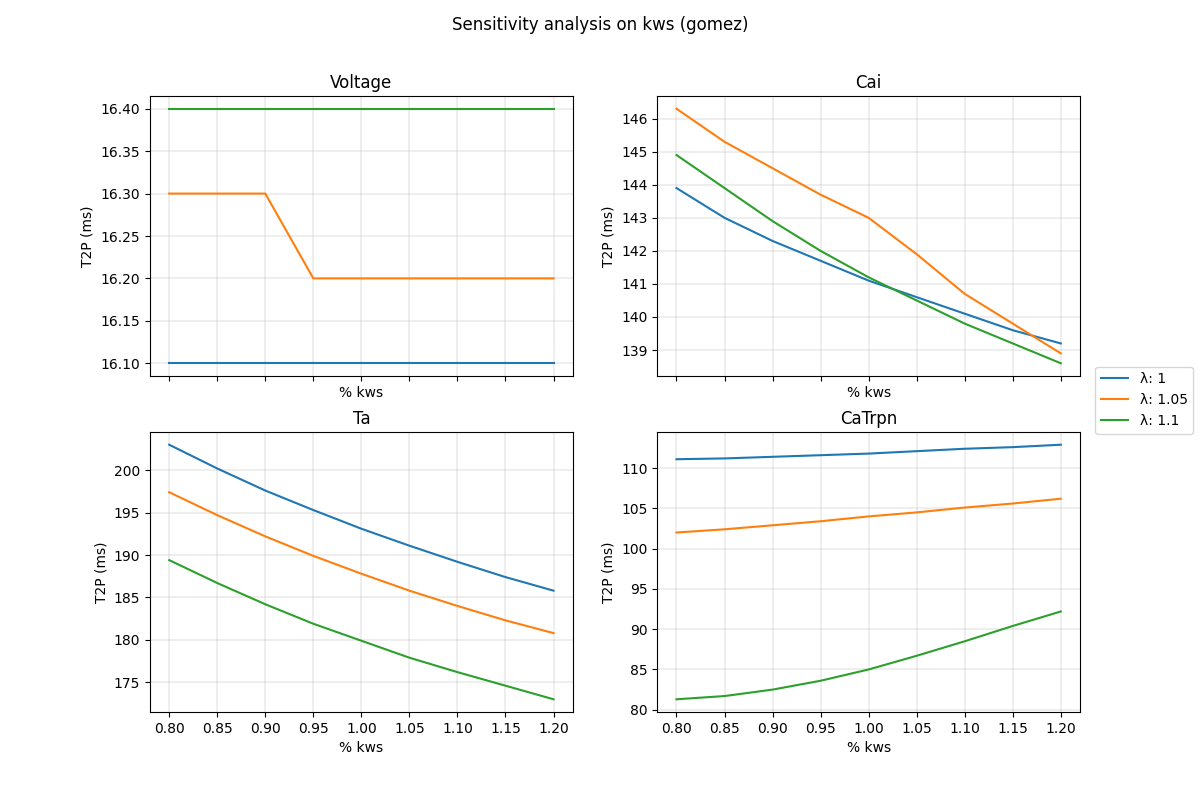 Sensitivity analysis on kws (gomez)
Voltage
16.40
16.35
16.30
16.25
16.20
16.15
16.10
T2P (ms)
% kws
Cai
146
145
144
143
142
141
140
139
T2P (ms)
% kws
λ: 1
λ: 1.05
λ: 1.1
Ta
200
195
190
185
180
175
T2P (ms)
0.80 0.85 0.90 0.95 1.00 1.05 1.10 1.15 1.20
% kws
CaTrpn
110
105
100
95
90
85
80
T2P (ms)
0.80 0.85 0.90 0.95 1.00 1.05 1.10 1.15 1.20
% kws